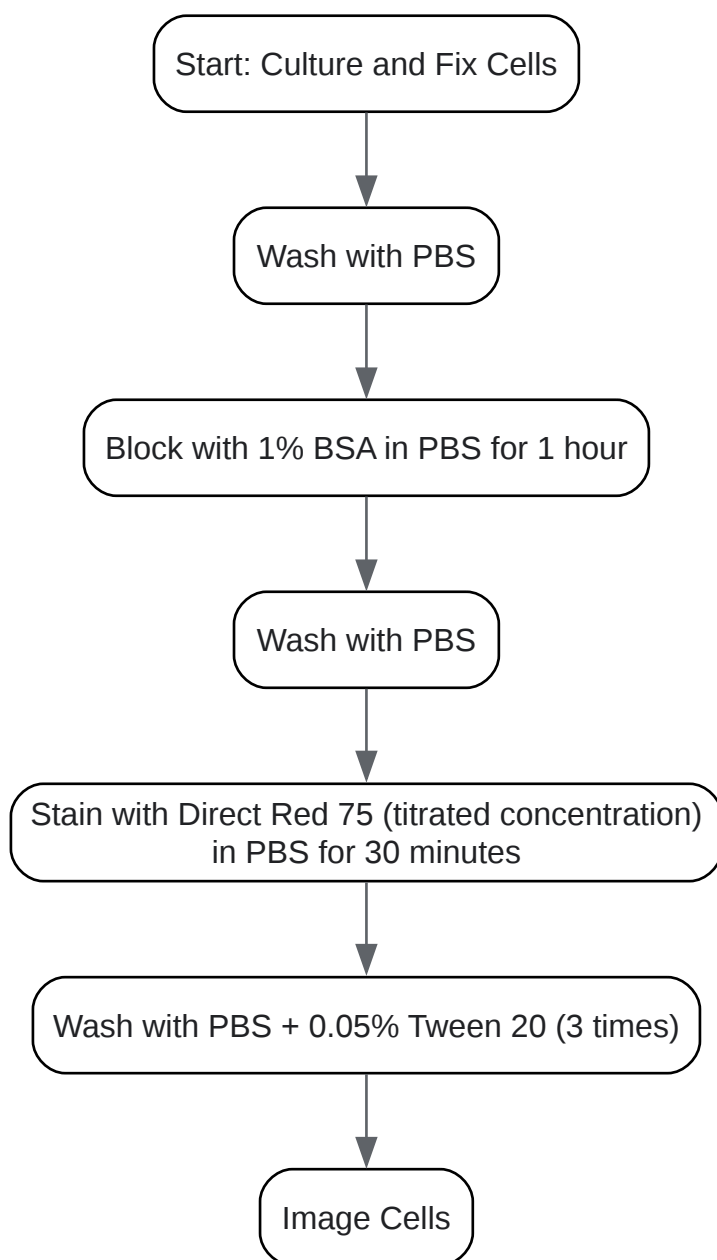 Start: Culture and Fix Cells
Wash with PBS
Block with 1% BSA in PBS for 1 hour
Wash with PBS
Stain with Direct Red 75 (titrated concentration)
in PBS for 30 minutes
Wash with PBS + 0.05% Tween 20 (3 times)
Image Cells